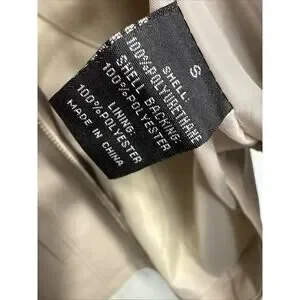 S
SHELL:
100%POLYURETHANE
SHELL BACKING:
100%POLYESTER
LINING:
100%POLYESTER
MADE IN CHINA